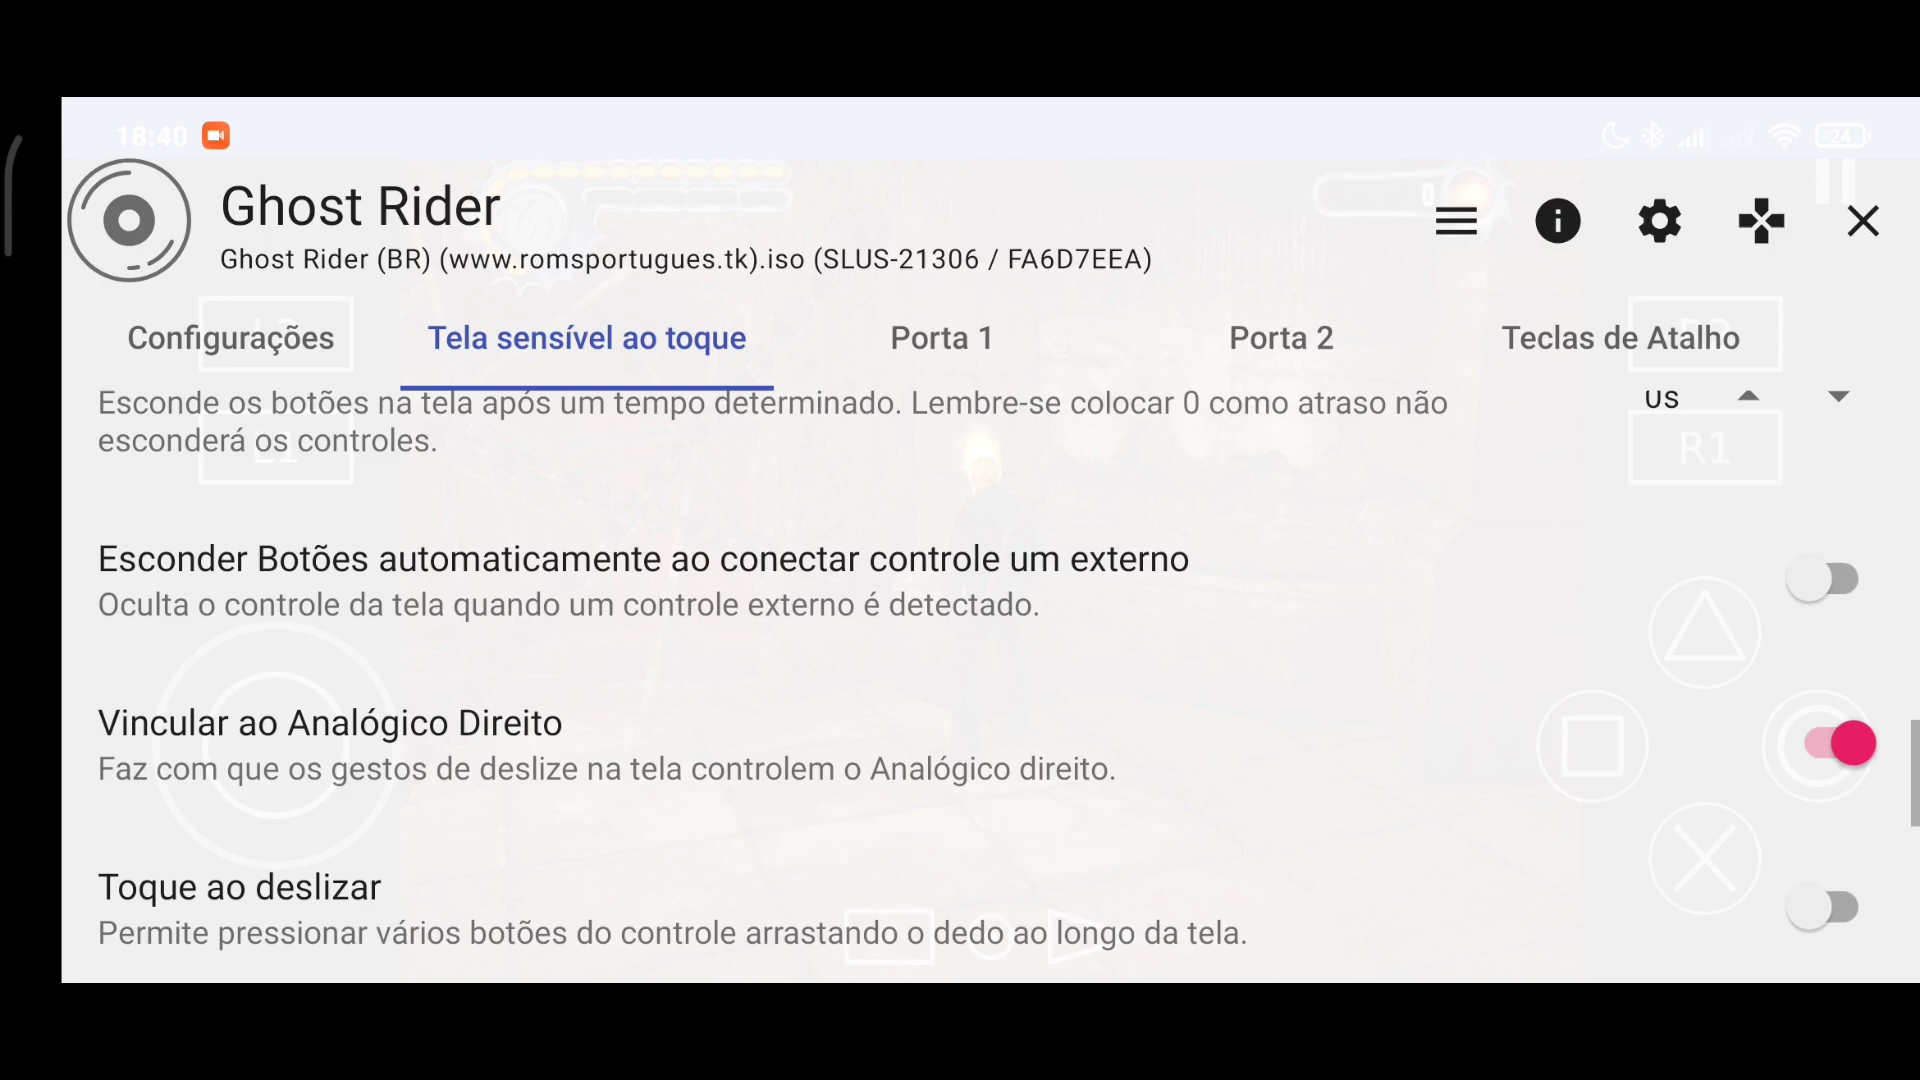 18:40
24
Ghost Rider
Ghost Rider (BR) (www.romsportugues.tk).iso (SLUS-21306 / FA6D7EEA)
0
Configurações
Tela sensível ao toque
Porta 1
Porta 2
Teclas de Atalho
Esconde os botões na tela após um tempo determinado. Lembre-se colocar 0 como atraso não
esconderá os controles.
us
L1
R1
Esconder Botões automaticamente ao conectar controle um externo
Oculta o controle da tela quando um controle externo é detectado.
Vincular ao Analógico Direito
Faz com que os gestos de deslize na tela controlem o Analógico direito.
Toque ao deslizar
Permite pressionar vários botões do controle arrastando o dedo ao longo da tela.